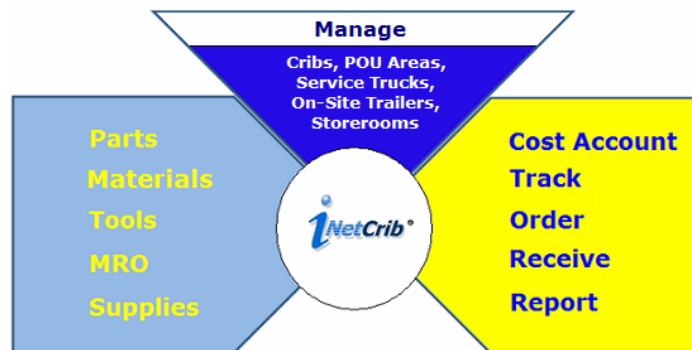 Manage
Cribs, POU Areas,
Service Trucks,
On-Site Trailers,
Storerooms
Parts
Materials
Tools
MRO
Supplies
iNetCrib®
Cost Account
Track
Order
Receive
Report